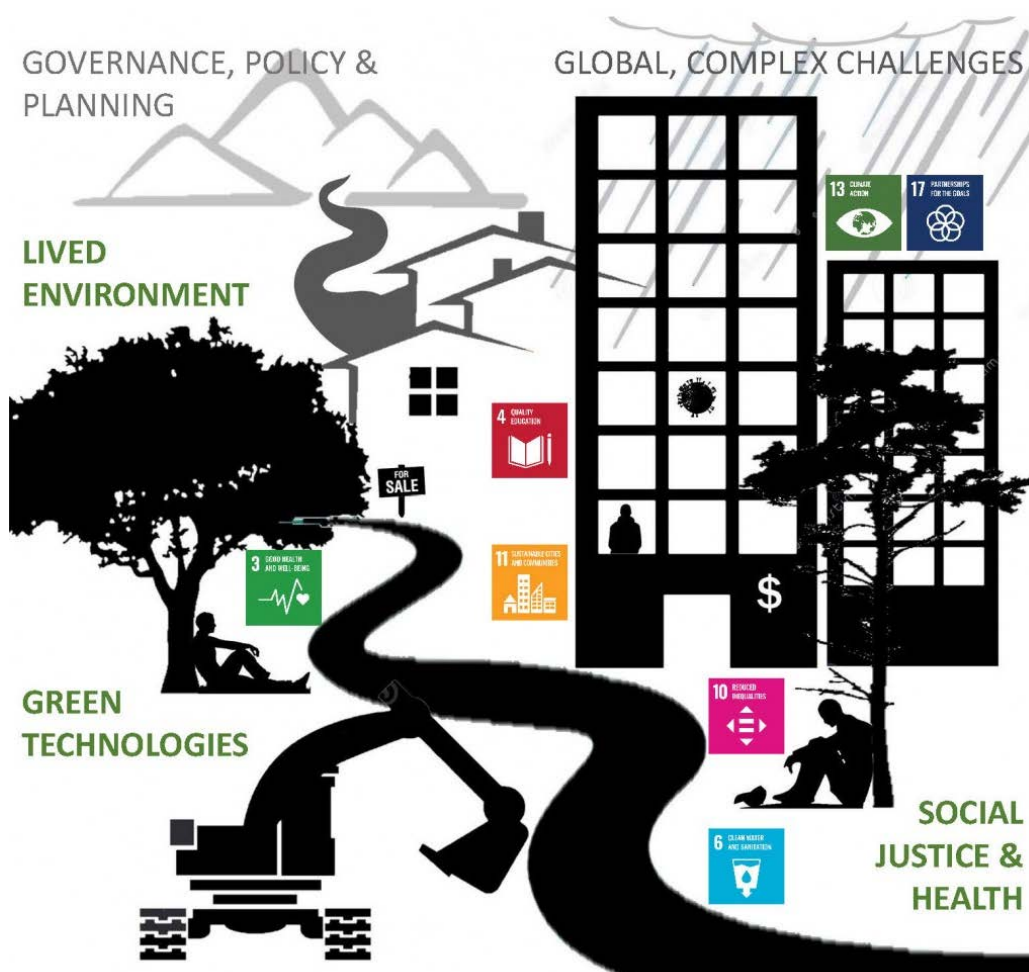 GOVERNANCE, POLICY &
PLANNING
GLOBAL, COMPLEX CHALLENGES
13 CLIMATE
ACTION
17 PARTNERSHIPS
FOR THE GOALS
LIVED
ENVIRONMENT
4 QUALITY
EDUCATION
FOR
SALE
3 GOOD HEALTH
AND WELL-BEING
11 SUSTAINABLE CITIES
AND COMMUNITIES
$
GREEN
TECHNOLOGIES
10 REDUCED
INEQUALITIES
6 CLEAN WATER
AND SANITATION
SOCIAL
JUSTICE &
HEALTH